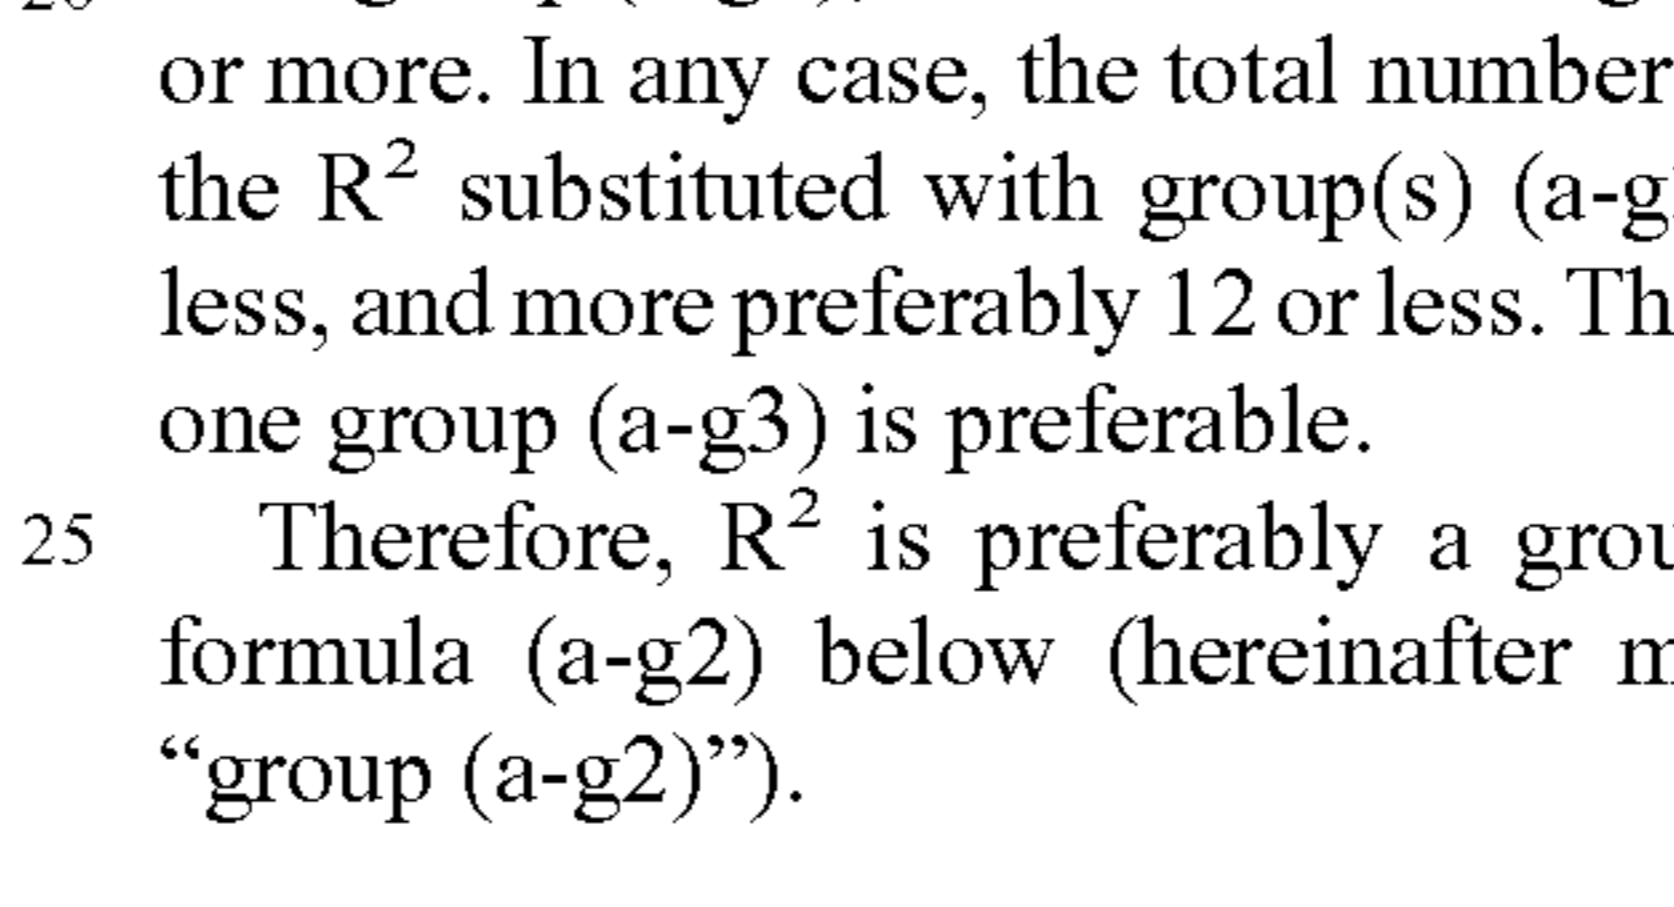 or more. In any case, the total number
the R² substituted with group(s) (a-g
less, and more preferably 12 or less. Th
one group (a-g3) is preferable.
25 Therefore, R² is preferably a grou
formula (a-g2) below (hereinafter m
“group (a-g2)”).